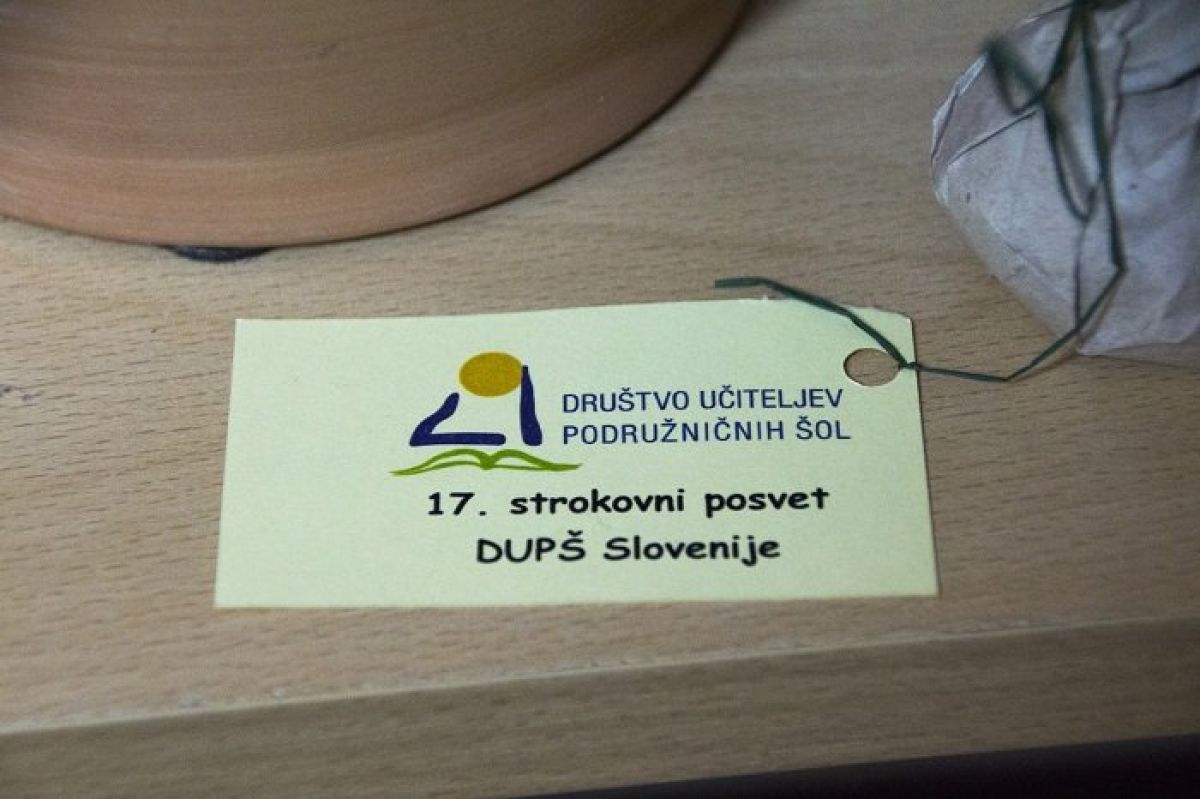 DRUŠTVO UČITELJEV
PODRUŽNIČNIH ŠOL
17. strokovni posvet
DUPŠ Slovenije